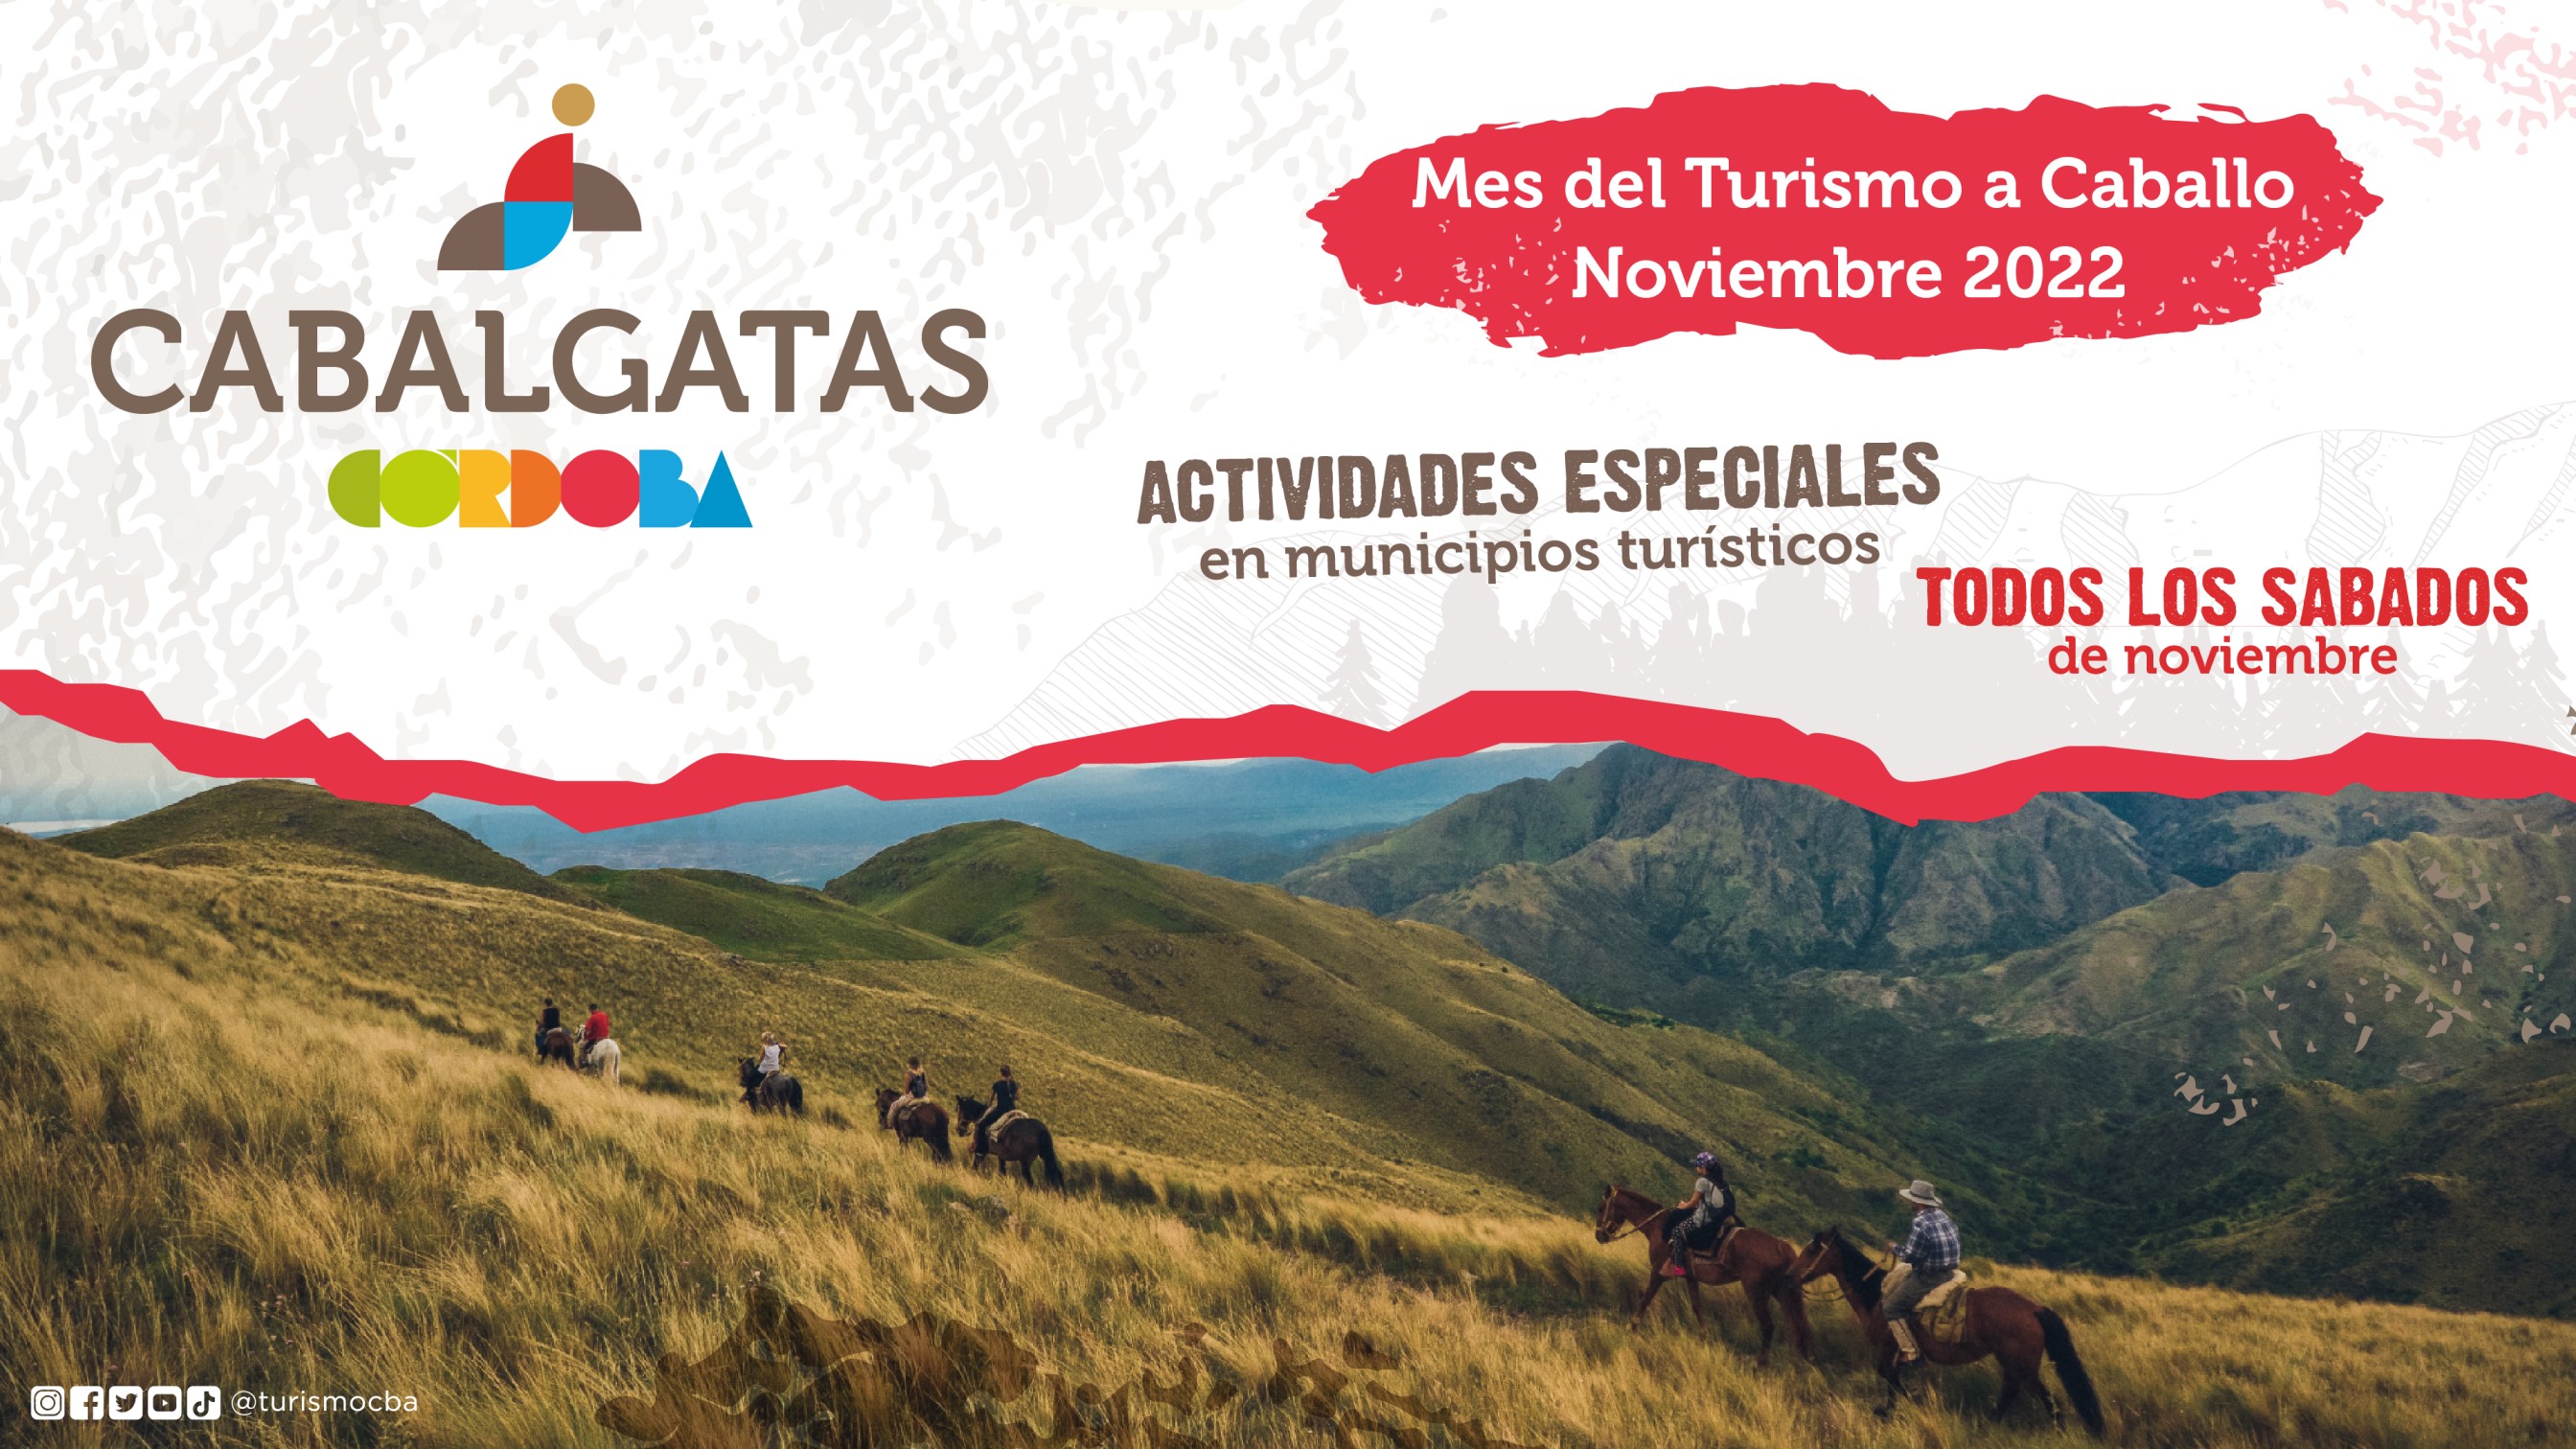 CABALGATAS
CÓRDOBA
Mes del Turismo a Caballo
Noviembre 2022
ACTIVIDADES ESPECIALES
en municipios turísticos
TODOS LOS SABADOS
de noviembre
@turismocba